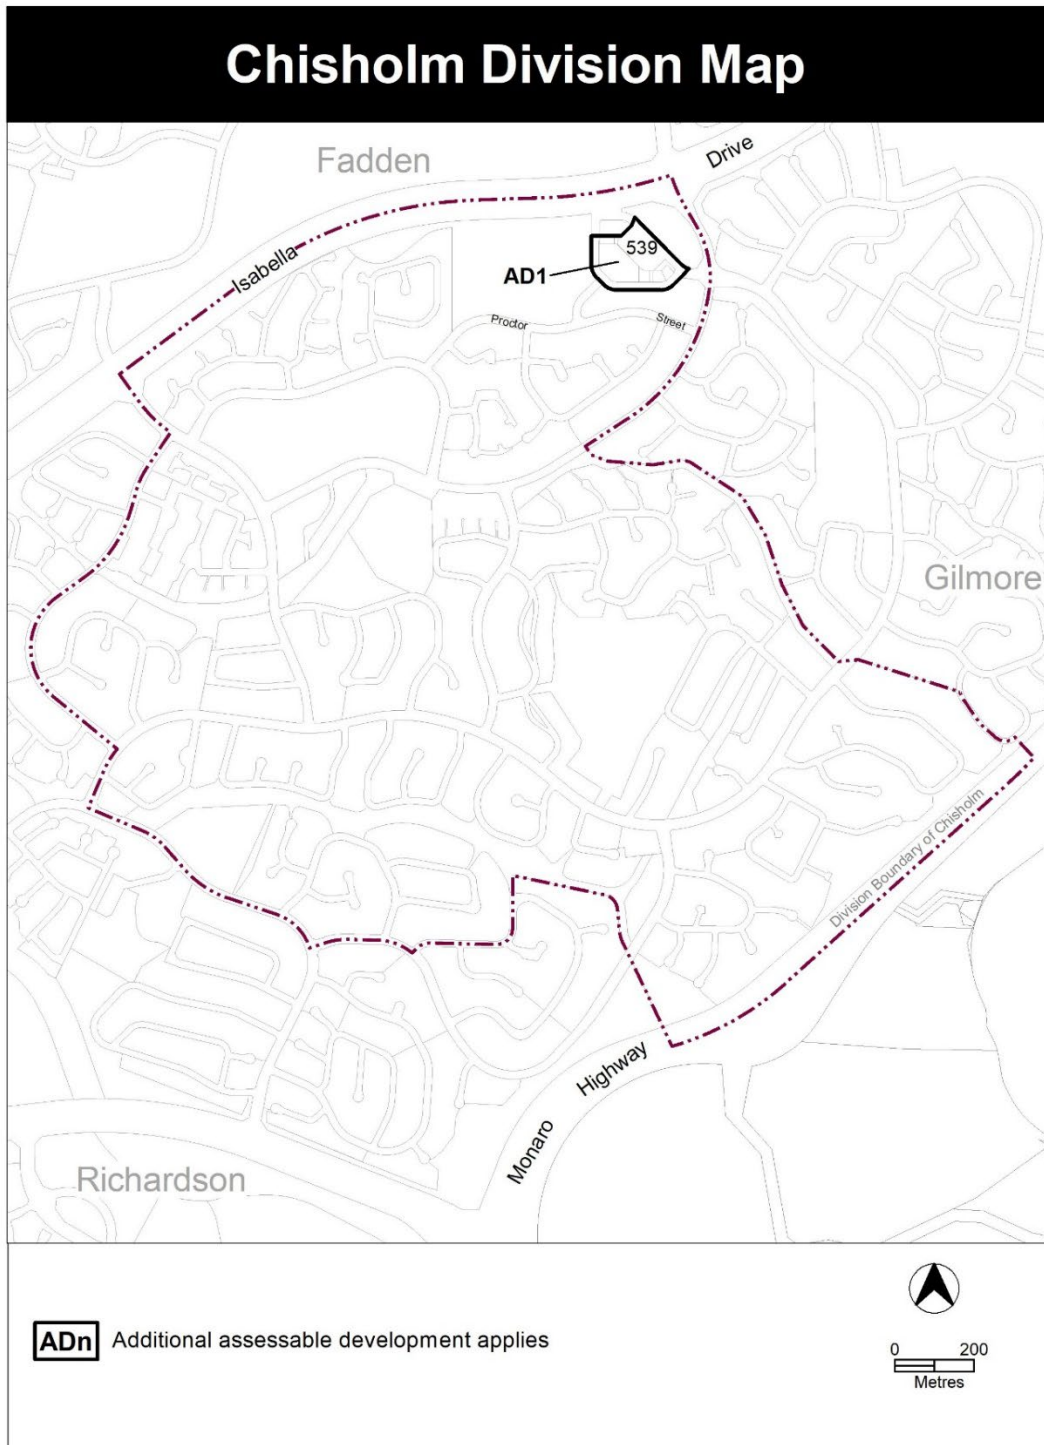 Chisholm Division Map
Fadden
Drive
Isabella
539
AD1
Proctor
Street
Gilmore
Division Boundary of Chisholm
Monaro
Highway
Richardson
ADn Additional assessable development applies
0 200
Metres